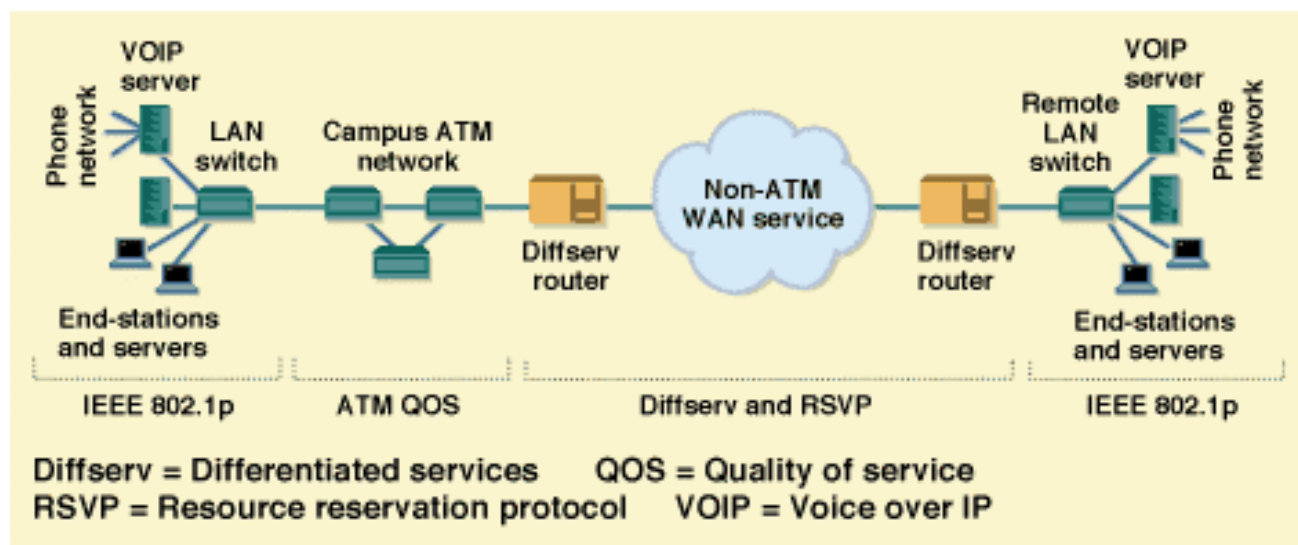 VOIP
server
Phone
network
LAN
switch
Campus ATM
network
Diffserv
router
Non-ATM
WAN service
Diffserv
router
Remote
LAN
switch
VOIP
server
Phone
network
End-stations
and servers
End-stations
and servers
IEEE 802.1p
ATM QOS
Diffserv and RSVP
IEEE 802.1p
Diffserv = Differentiated services QOS = Quality of service
RSVP = Resource reservation protocol VOIP = Voice over IP